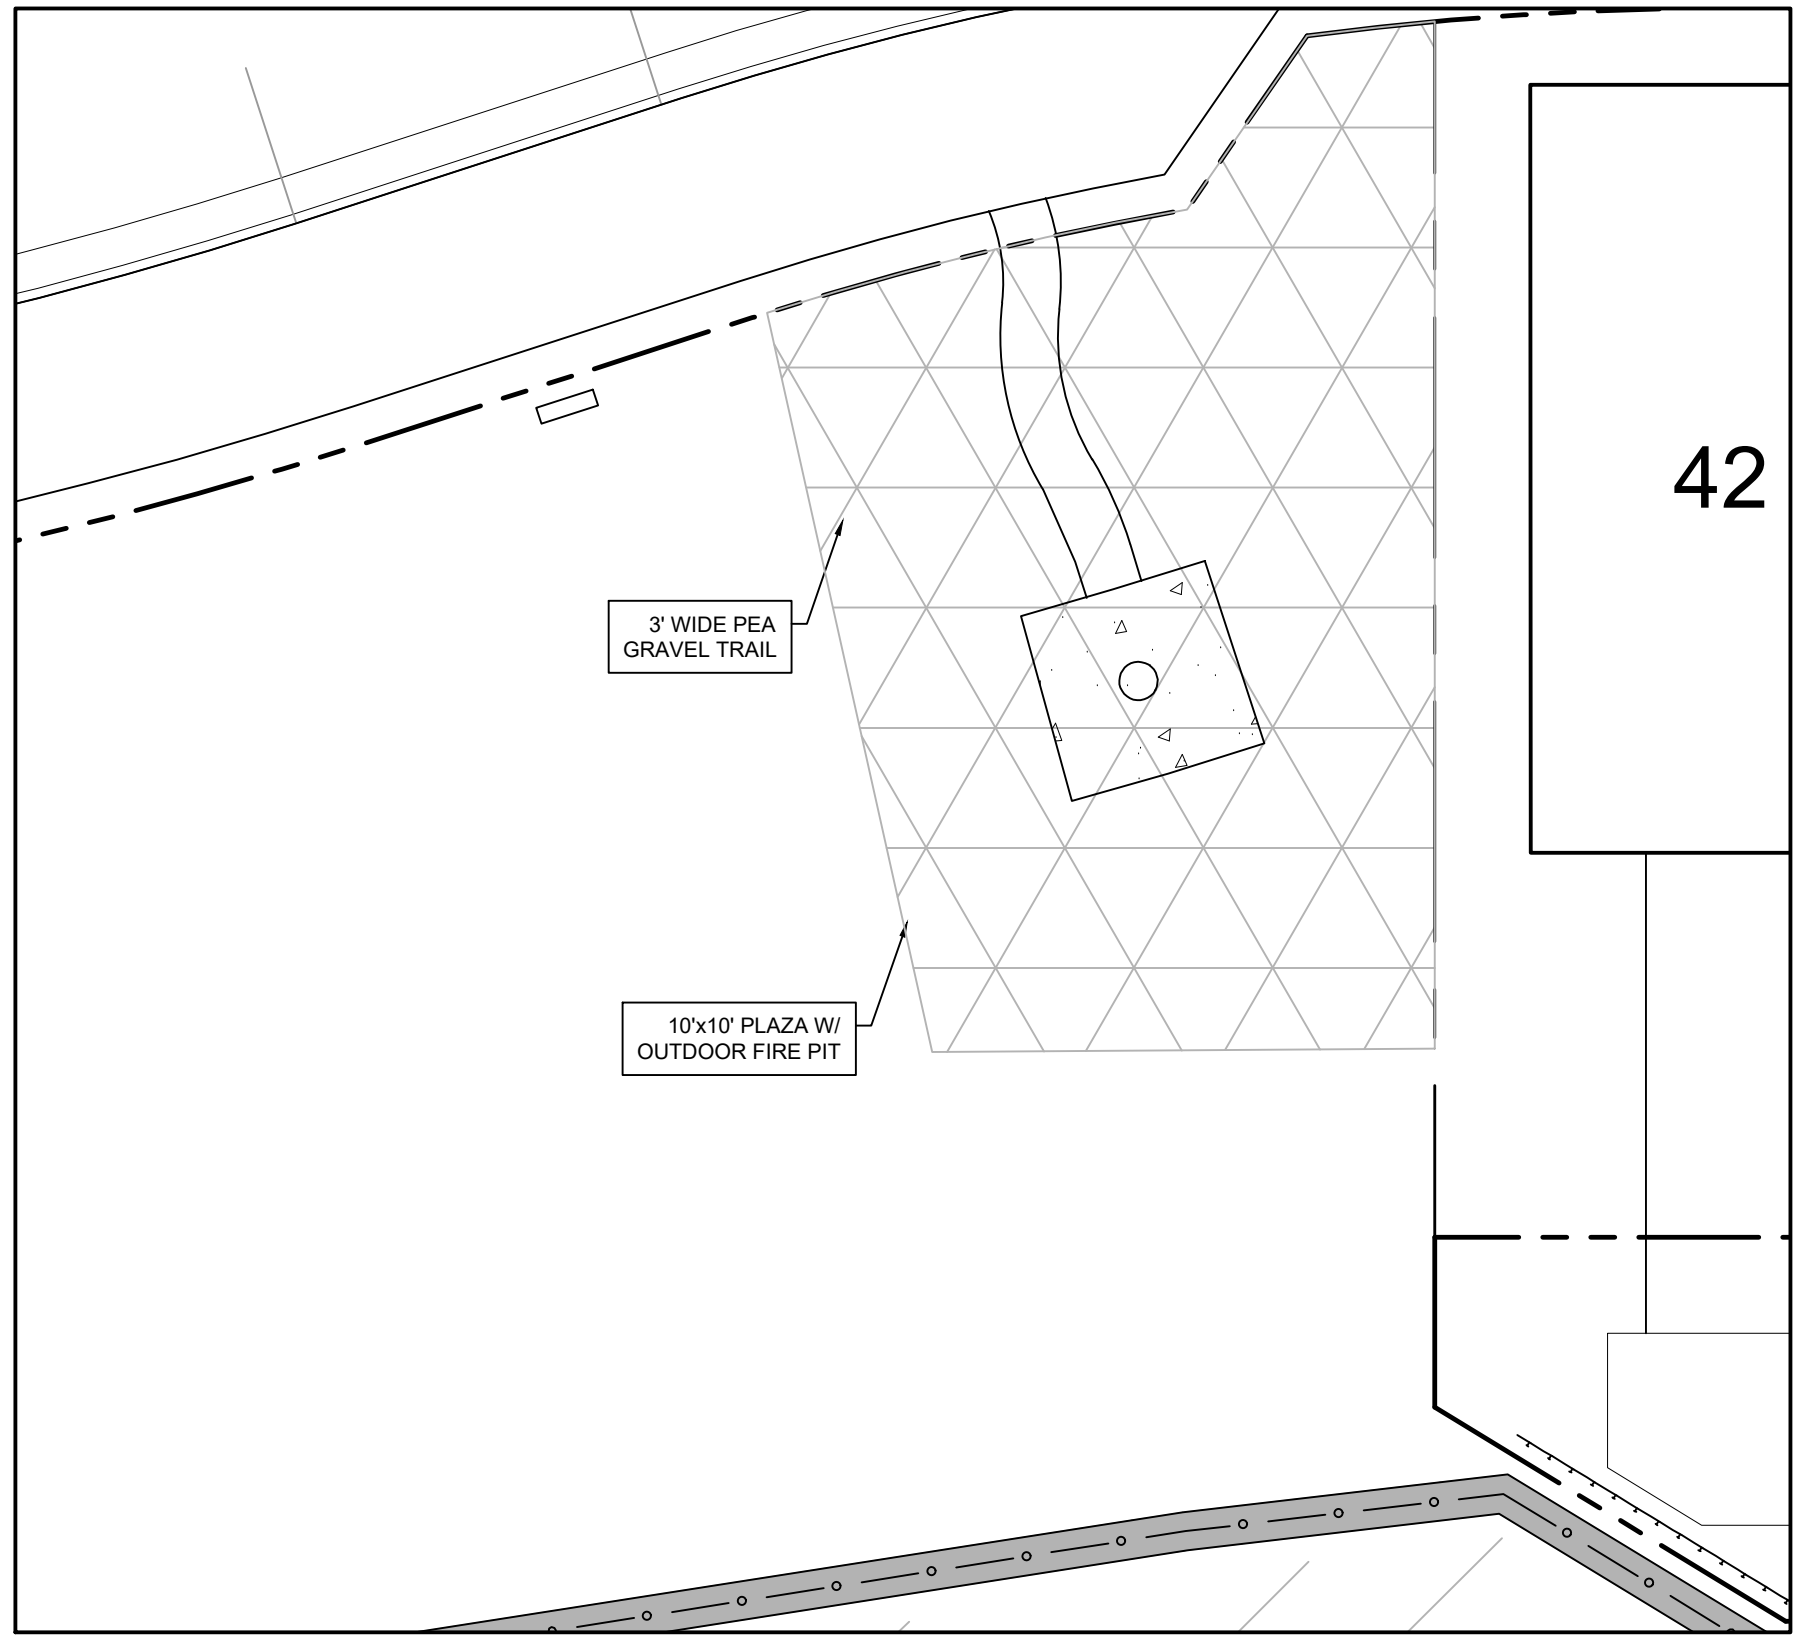 42
3' WIDE PEA
GRAVEL TRAIL
10'x10' PLAZA W/
OUTDOOR FIRE PIT